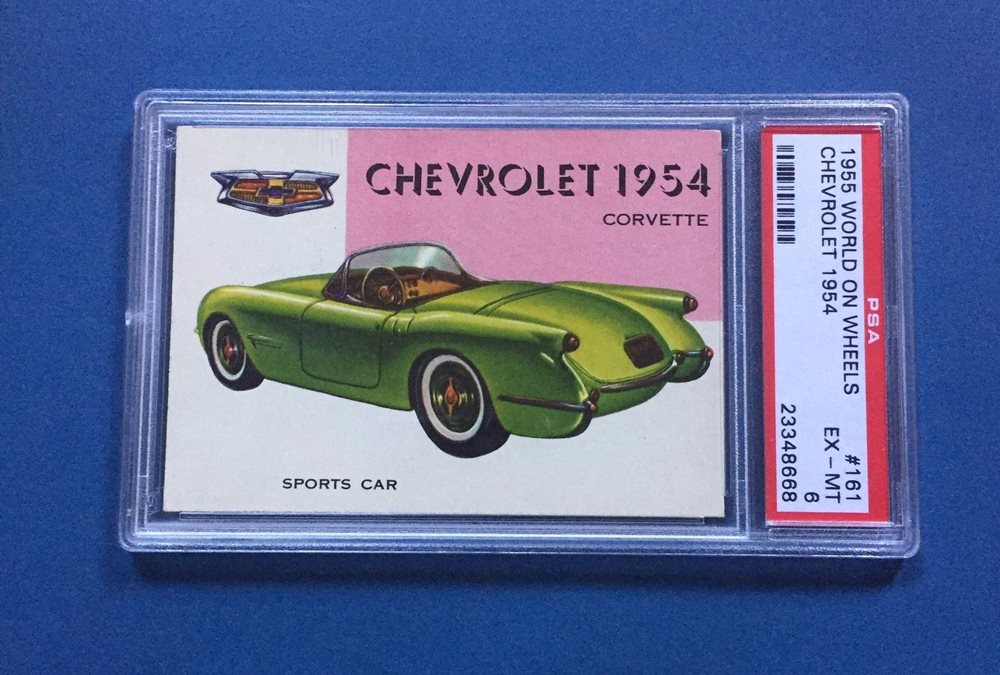 CHEVROLET 1954
CORVETTE
SPORTS CAR
PSA
1955 WORLD ON WHEELS #161
CHEVROLET 1954 EX – MT
6
23348668